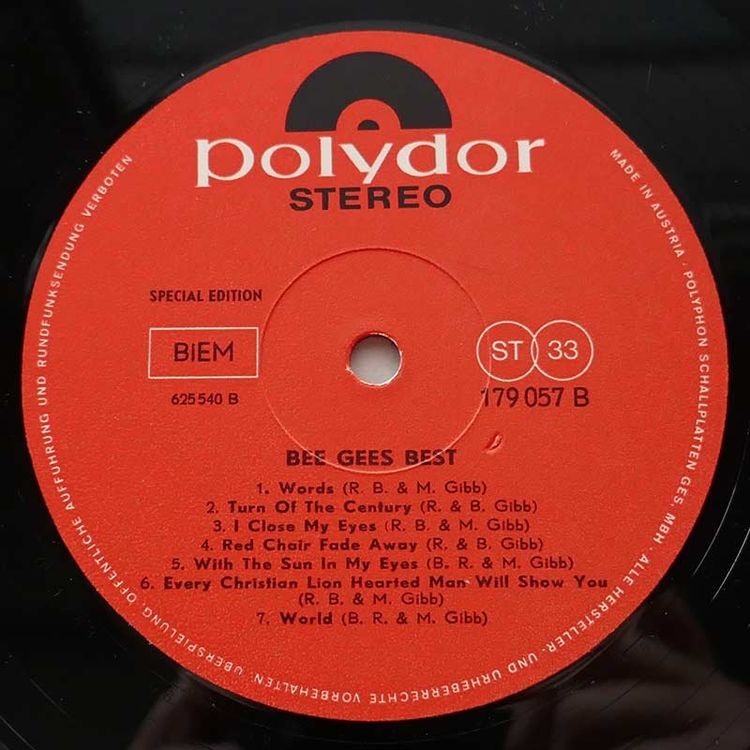 polydor
STEREO
SPECIAL EDITION
BIEM
625 540 B
ST 33
179 057 B
BEE GEES BEST
1. Words (R. B. & M. Gibb)
2. Turn Of The Century (R. & B. Gibb)
3. I Close My Eyes (R. B. & M. Gibb)
4. Red Chair Fade Away (R. & B. Gibb)
5. With The Sun In My Eyes (B. R. & M. Gibb)
6. Every Christian Lion Hearted Man Will Show You
(R. B. & M. Gibb)
7. World (B. R. & M. Gibb)
MADE IN AUSTRIA · POLYPHON SCHALLPLATTEN GES. MBH. ALLE HERSTELLER- UND URHEBERRECHTE VORBEHALTEN. ÜBERSPIELUNG, ÖFFENTLICHE AUFFÜHRUNG UND RUNDFUNKSENDUNG VERBOTEN